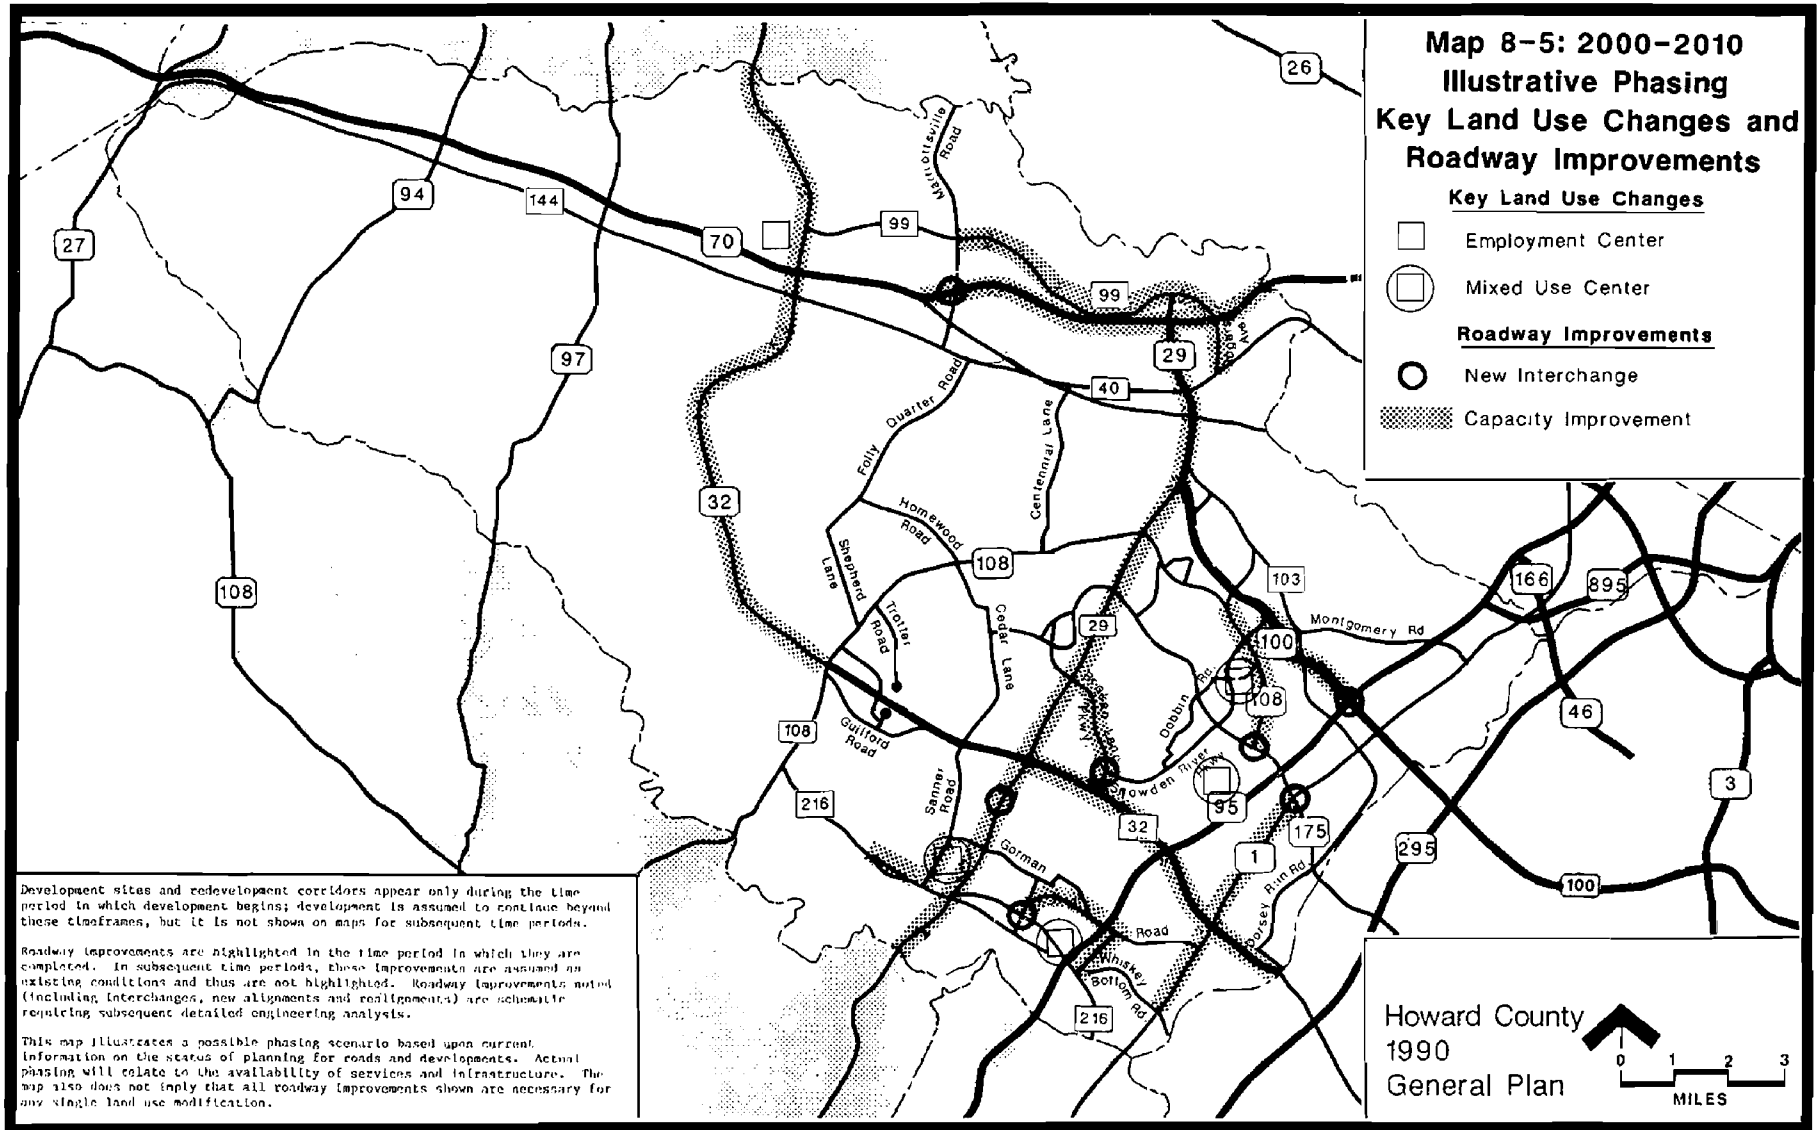 Map 8-5: 2000-2010
Illustrative Phasing
Key Land Use Changes and
Roadway Improvements
Key Land Use Changes
Employment Center
Mixed Use Center
Roadway Improvements
New Interchange
Capacity Improvement
26
Marriottsville
Road
94
144
27
70
99
99
29
97
40
Folly Quarter Road
Centennial Lane
32
Homewood
Road
108
108
Shepherd
Lane
Trotter
Road
Cedar Lane
29
103
Montgomery Rd
100
166
895
108
Dobbin Rd.
46
108
Guilford
Road
Snowden River
Pkwy
95
3
Sanner
Road
216
32
175
1
295
Gorman
Road
Run Rd
100
Whiskey
Bottom Rd.
216
Development sites and redevelopment corridors appear only during the time
period in which development begins; development is assumed to continue beyond
these timeframes, but it is not shown on maps for subsequent time periods.
Roadway improvements are highlighted in the time period in which they are
completed. In subsequent time periods, these improvements are assumed as
existing conditions and thus are not highlighted. Roadway improvements noted
(including interchanges, new alignments and realignments) are schematic
requiring subsequent detailed engineering analysis.
This map illustrates a possible phasing scenario based upon current
information on the status of planning for roads and developments. Actual
phasing will relate to the availability of services and infrastructure. The
map also does not imply that all roadway improvements shown are necessary for
any single land use modification.
Howard County
1990
General Plan
0 1 2 3
MILES